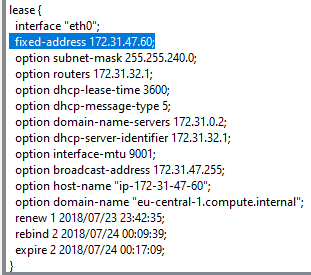 lease {
interface "eth0";
fixed-address 172.31.47.60;
option subnet-mask 255.255.240.0;
option routers 172.31.32.1;
option dhcp-lease-time 3600;
option dhcp-message-type 5;
option domain-name-servers 172.31.0.2;
option dhcp-server-identifier 172.31.32.1;
option interface-mtu 9001;
option broadcast-address 172.31.47.255;
option host-name "ip-172-31-47-60";
option domain-name "eu-central-1.compute.internal";
renew 1 2018/07/23 23:42:35;
rebind 2 2018/07/24 00:09:39;
expire 2 2018/07/24 00:17:09;
}